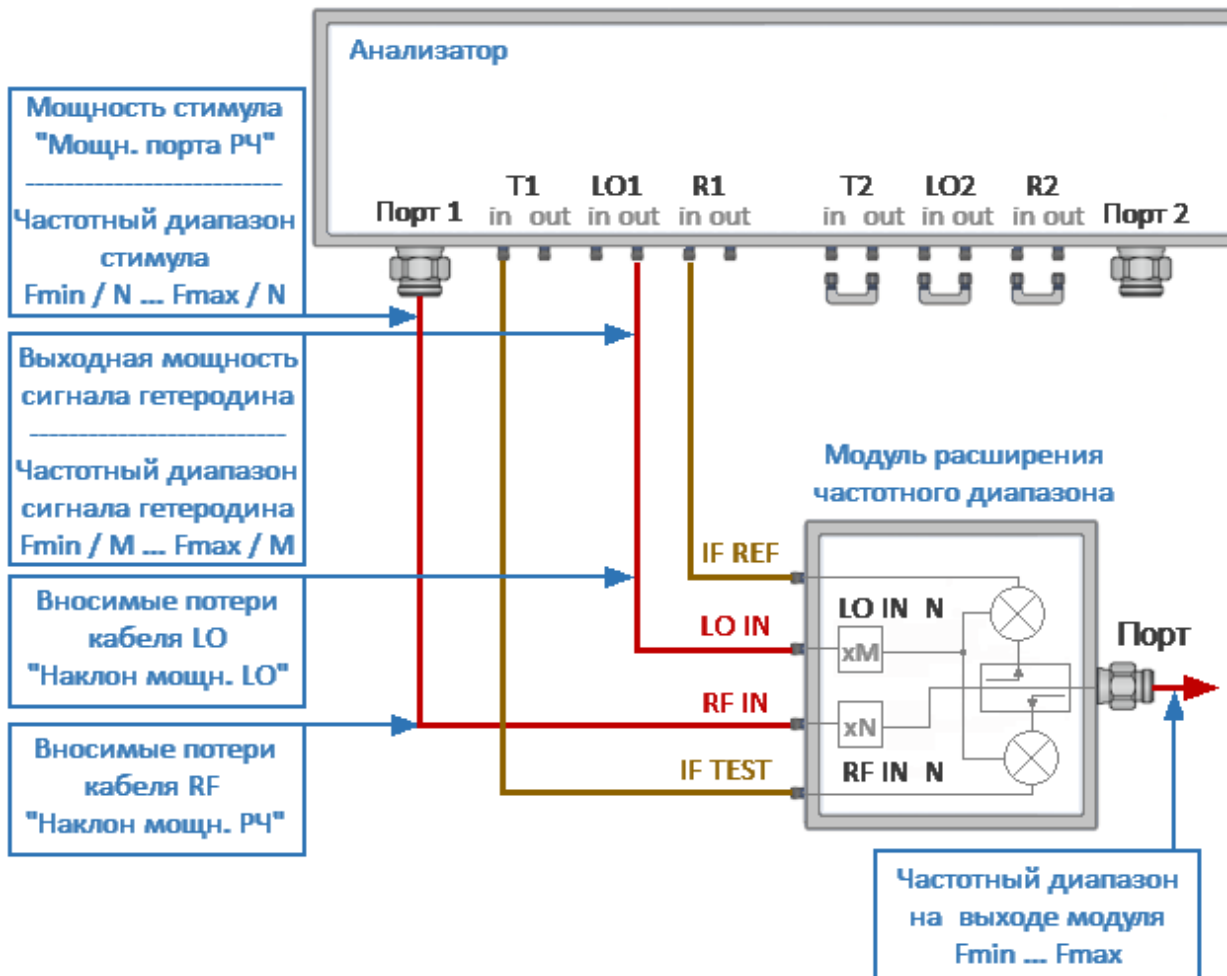 Анализатор
Мощность стимула
"Мощн. порта РЧ"
----------------------------
Частотный диапазон
стимула
Fmin / N ... Fmax / N
Выходная мощность
сигнала гетеродина
----------------------------
Частотный диапазон
сигнала гетеродина
Fmin / M ... Fmax / M
Вносимые потери
кабеля LO
"Наклон мощн. LO"
Вносимые потери
кабеля RF
"Наклон мощн. РЧ"
Порт 1
T1
in out
LO1
in out
R1
in out
T2
in out
LO2
in out
R2
in out
Порт 2
Модуль расширения
частотного диапазона
IF REF
LO IN
RF IN
IF TEST
LO IN N
xM
xN
RF IN N
Порт
Частотный диапазон
на выходе модуля
Fmin ... Fmax